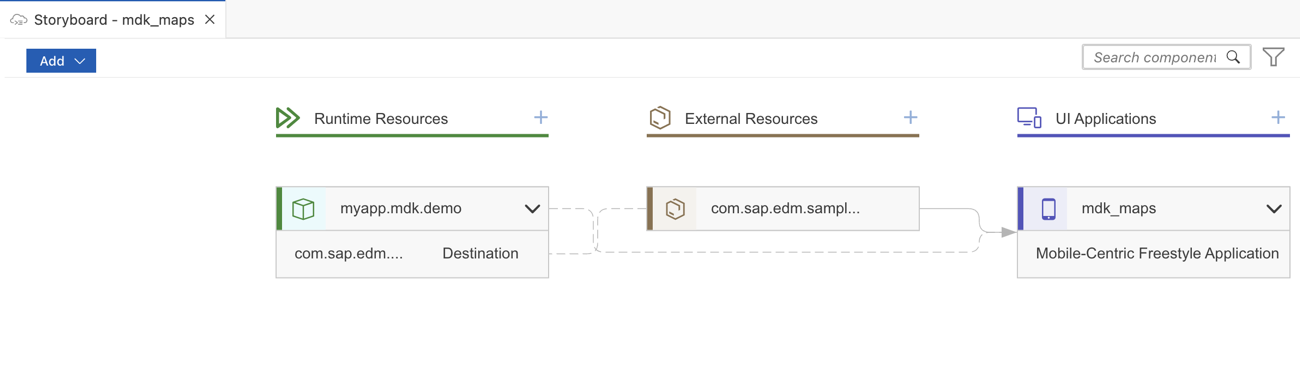 Storyboard - mdk_maps
Add
Search component
Runtime Resources
External Resources
UI Applications
myapp.mdk.demo
com.sap.edm.sampl...
mdk_maps
com.sap.edm.... Destination
Mobile-Centric Freestyle Application